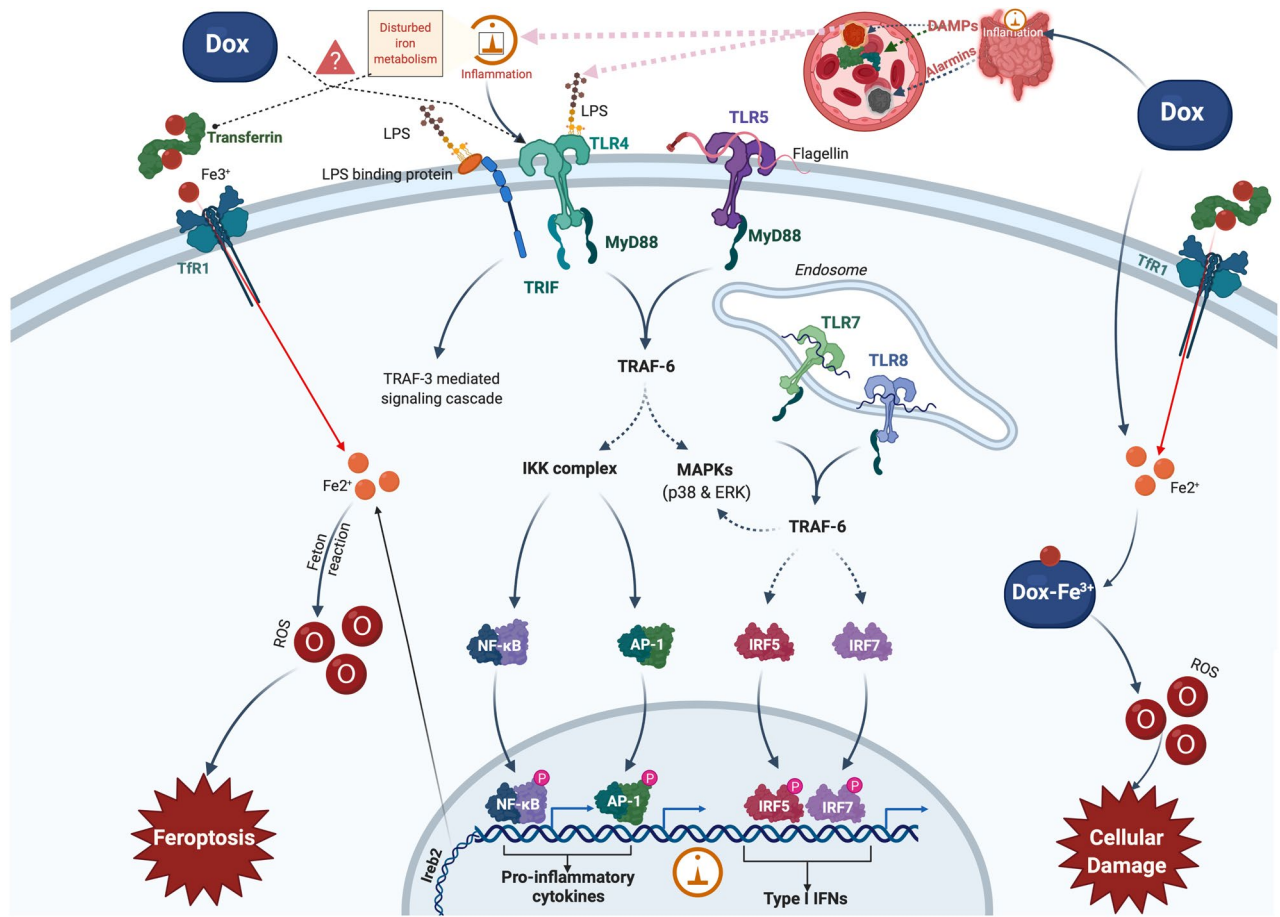 Dox
?
Disturbed
iron
metabolism
Inflammation
DAMPs
Alarmins
Inflamation
Dox
Transferrin
LPS
LPS
TLR4
TLR5
Flagellin
LPS binding protein
Fe3⁺
TfR1
TfR1
MyD88
MyD88
TRIF
Endosome
TLR7
TLR8
TRAF-3 mediated
signaling cascade
TRAF-6
IKK complex
MAPKs
(p38 & ERK)
TRAF-6
Fe2⁺
Fe2⁺
Feton
reaction
ROS
O
O
O
Dox-Fe³⁺
NF-κB
AP-1
IRF5
IRF7
ROS
O
O
O
P
P
P
P
NF-κB
AP-1
IRF5
IRF7
Feroptosis
Ireb2
Pro-inflammatory
cytokines
Type I IFNs
Cellular
Damage